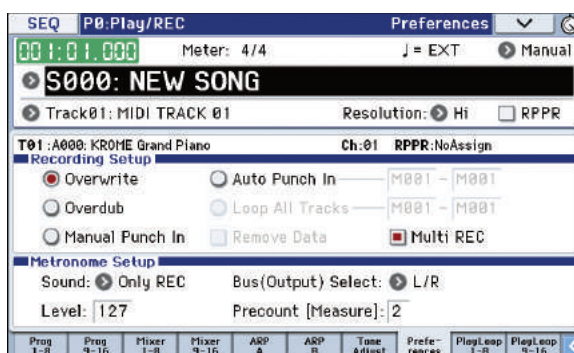 SEQ P0:Play/REC Preferences
001:01.000 Meter: 4/4 ♩= EXT Manual
S000: NEW SONG
Track01: MIDI TRACK 01 Resolution: Hi RPPR
T01 :A000: KROME Grand Piano Ch:01 RPPR:NoAssign
Recording Setup
Overwrite Auto Punch In M001 - M001
Overdub Loop All Tracks M001 - M001
Manual Punch In Remove Data Multi REC
Metronome Setup
Sound: Only REC Bus(Output) Select: L/R
Level: 127 Precount [Measure]: 2
Prog 1-8 Prog 9-16 Mixer 1-8 Mixer 9-16 ARP A ARP B Tone Adjust Prefe-rences PlayLoop 1-8 PlayLoop 9-16